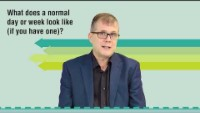 What does a normal
day or week look like
(if you have one)?